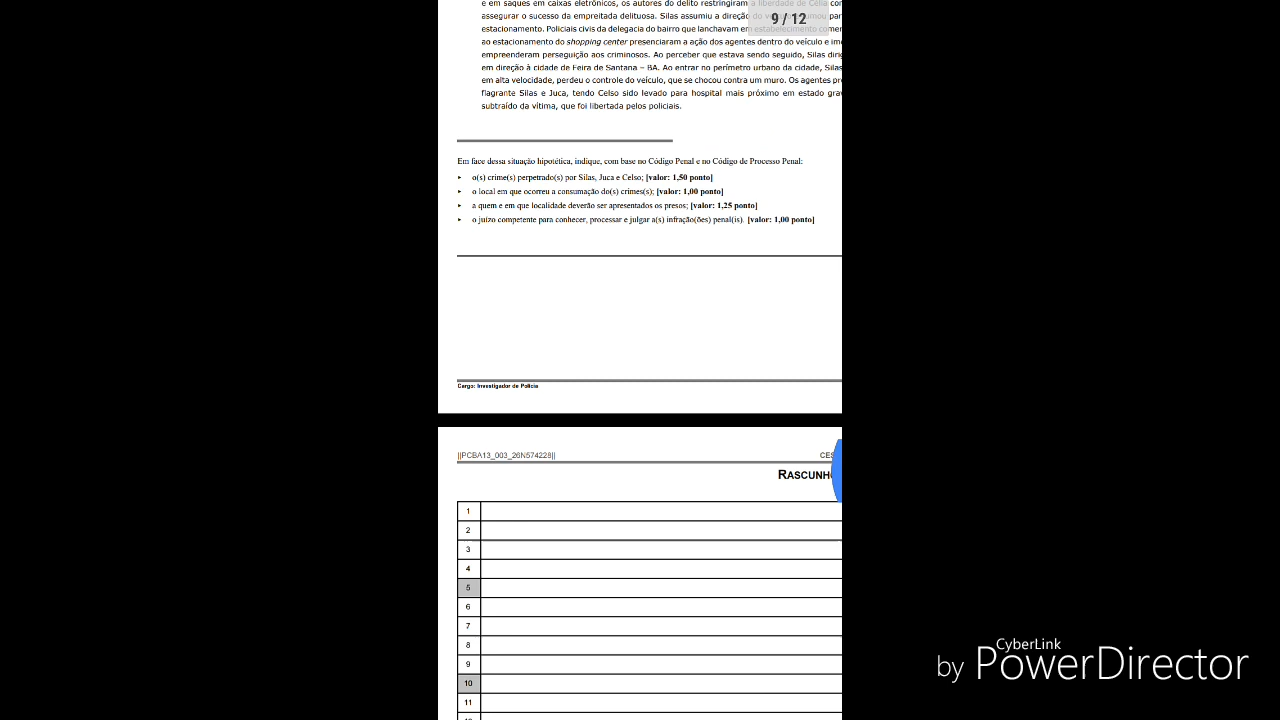 e em saques em caixas eletrônicos, os autores do delito restringiram a liberdade de Célia
assegurar o sucesso da empreitada delituosa. Silas assumiu a direção do
estacionamento. Policiais civis da delegacia do bairro que lanchavam em estabelecimento
ao estacionamento do shopping center presenciaram a ação dos agentes dentro do veículo e
empreenderam perseguição aos criminosos. Ao perceber que estava sendo seguido, Silas
em direção à cidade de Feira de Santana – BA. Ao entrar no perímetro urbano da cidade, Silas
em alta velocidade, perdeu o controle do veículo, que se chocou contra um muro. Os agentes
flagrante Silas e Juca, tendo Celso sido levado para hospital mais próximo em estado
subtraído da vítima, que foi libertada pelos policiais.
9 / 12
Em face dessa situação hipotética, indique, com base no Código Penal e no Código de Processo Penal:
▸ o(s) crime(s) perpetrado(s) por Silas, Juca e Celso; [valor: 1,50 ponto]
▸ o local em que ocorreu a consumação do(s) crimes(s); [valor: 1,00 ponto]
▸ a quem e em que localidade deverão ser apresentados os presos; [valor: 1,25 ponto]
▸ o juízo competente para conhecer, processar e julgar a(s) infração(ões) penal(is). [valor: 1,00 ponto]
Cargo: Investigador de Polícia
||PCBA13_003_26N574228|| CES
RASCUNH
1
2
3
4
5
6
7
8
9
10
11
CyberLink
by PowerDirector